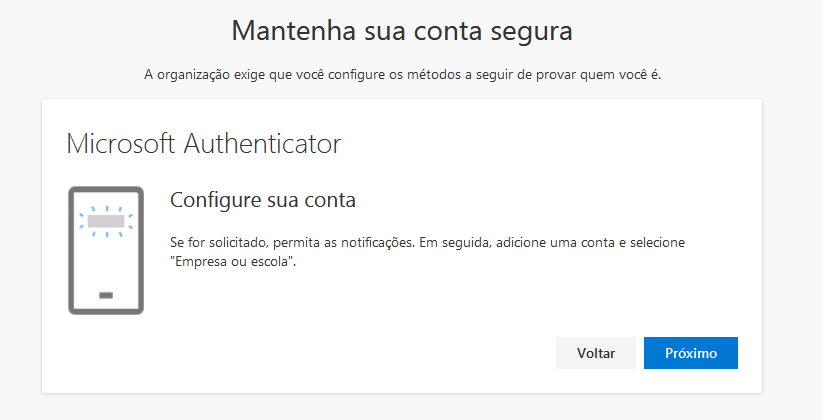 Mantenha sua conta segura
A organização exige que você configure os métodos a seguir de provar quem você é.
Microsoft Authenticator
Configure sua conta
Se for solicitado, permita as notificações. Em seguida, adicione uma conta e selecione
"Empresa ou escola".
Voltar
Próximo